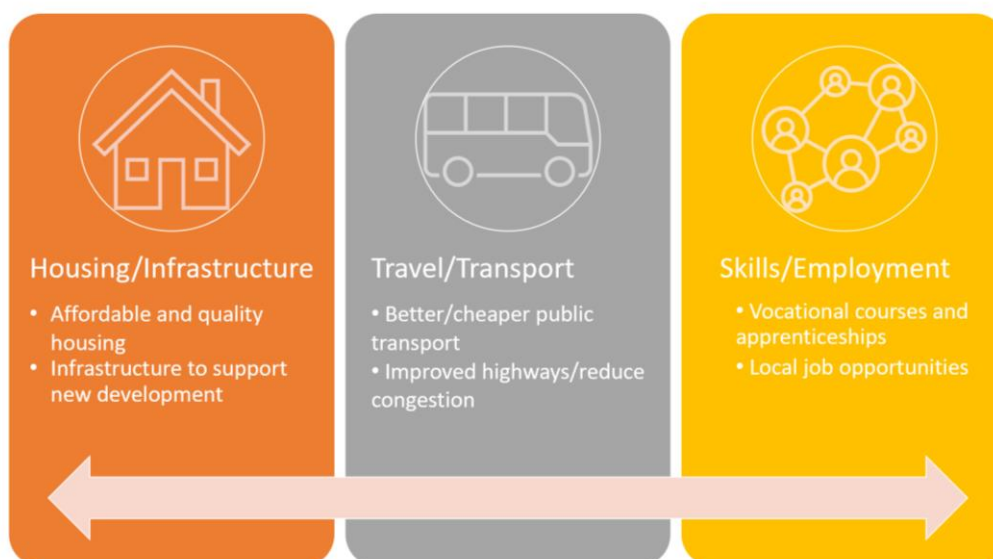 Housing/Infrastructure
• Affordable and quality
housing
• Infrastructure to support
new development
Travel/Transport
• Better/cheaper public
transport
• Improved highways/reduce
congestion
Skills/Employment
• Vocational courses and
apprenticeships
• Local job opportunities